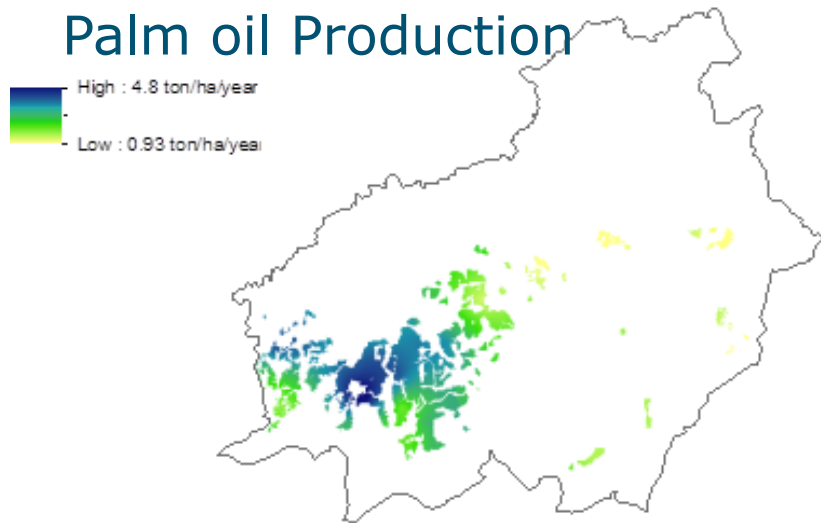 Palm oil Production
High : 4.8 ton/ha/year
Low : 0.93 ton/ha/year